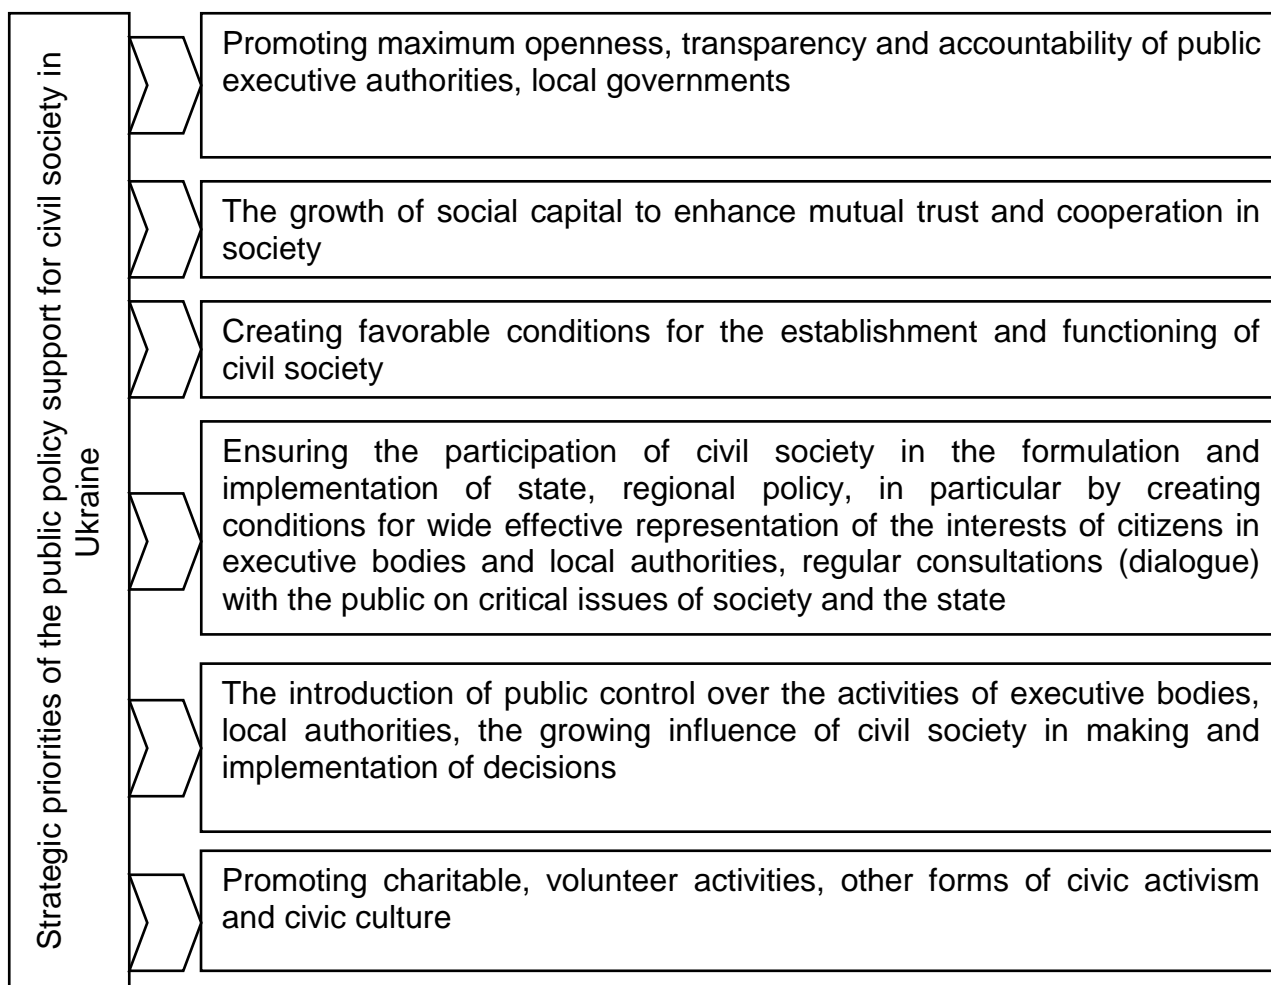 Strategic priorities of the public policy support for civil society in
Ukraine
Promoting maximum openness, transparency and accountability of public
executive authorities, local governments
The growth of social capital to enhance mutual trust and cooperation in
society
Creating favorable conditions for the establishment and functioning of
civil society
Ensuring the participation of civil society in the formulation and
implementation of state, regional policy, in particular by creating
conditions for wide effective representation of the interests of citizens in
executive bodies and local authorities, regular consultations (dialogue)
with the public on critical issues of society and the state
The introduction of public control over the activities of executive bodies,
local authorities, the growing influence of civil society in making and
implementation of decisions
Promoting charitable, volunteer activities, other forms of civic activism
and civic culture